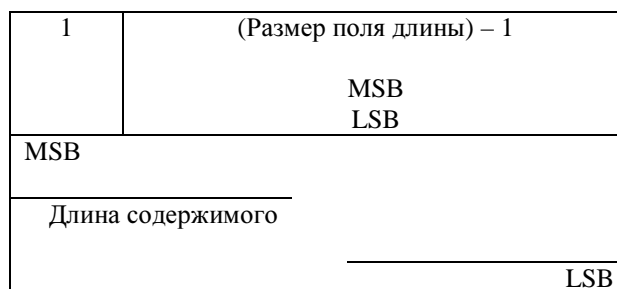 1
(Размер поля длины) – 1
MSB
LSB
MSB
Длина содержимого
LSB